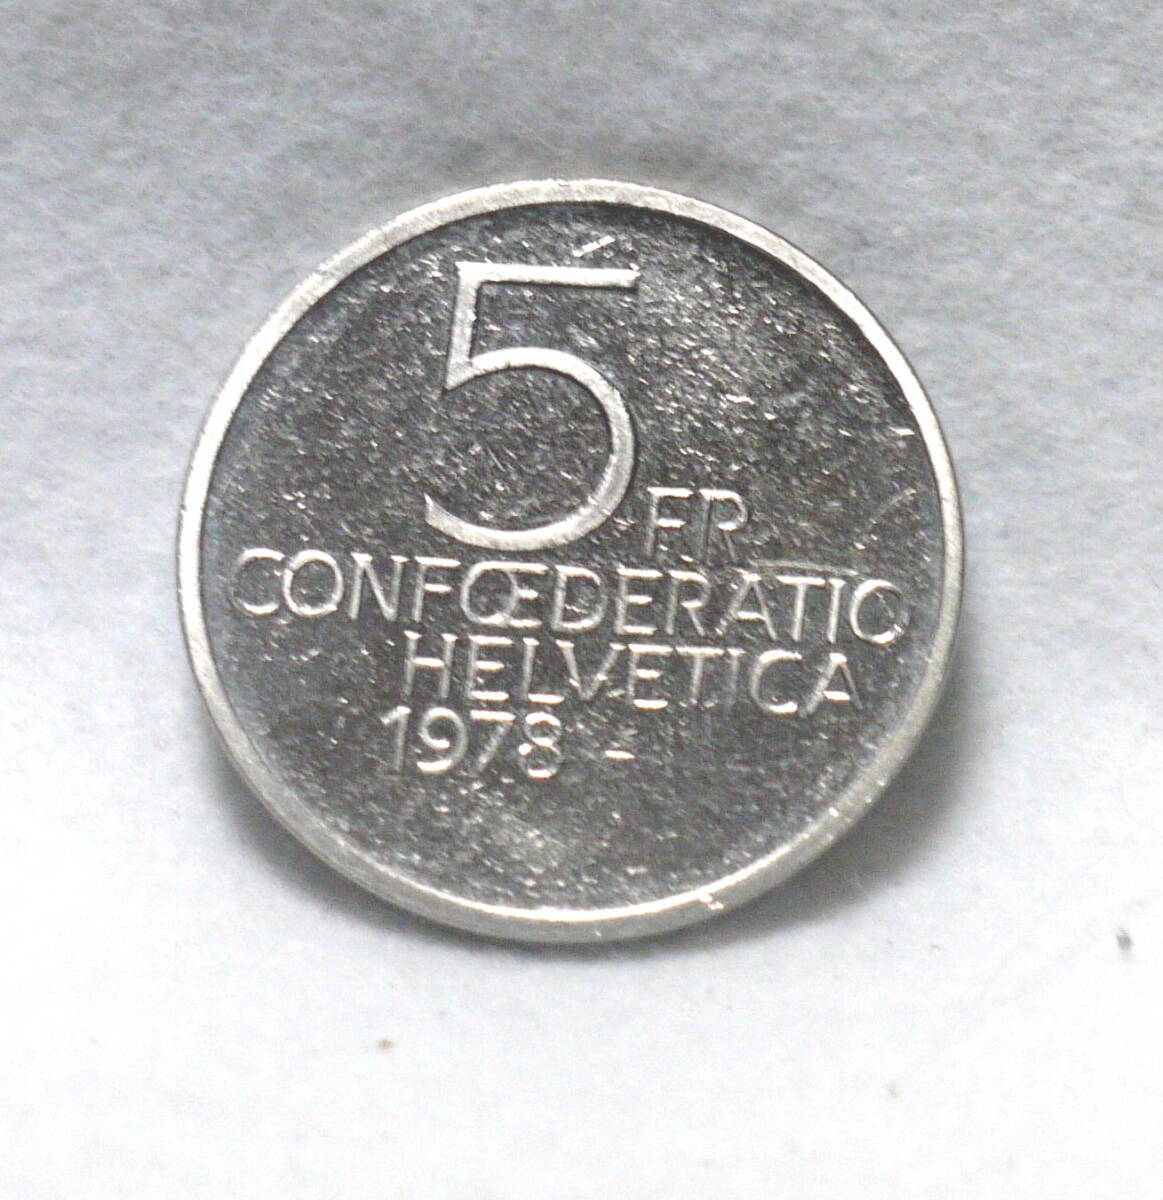 5 FR
CONFŒDERATIO
HELVETICA
1978